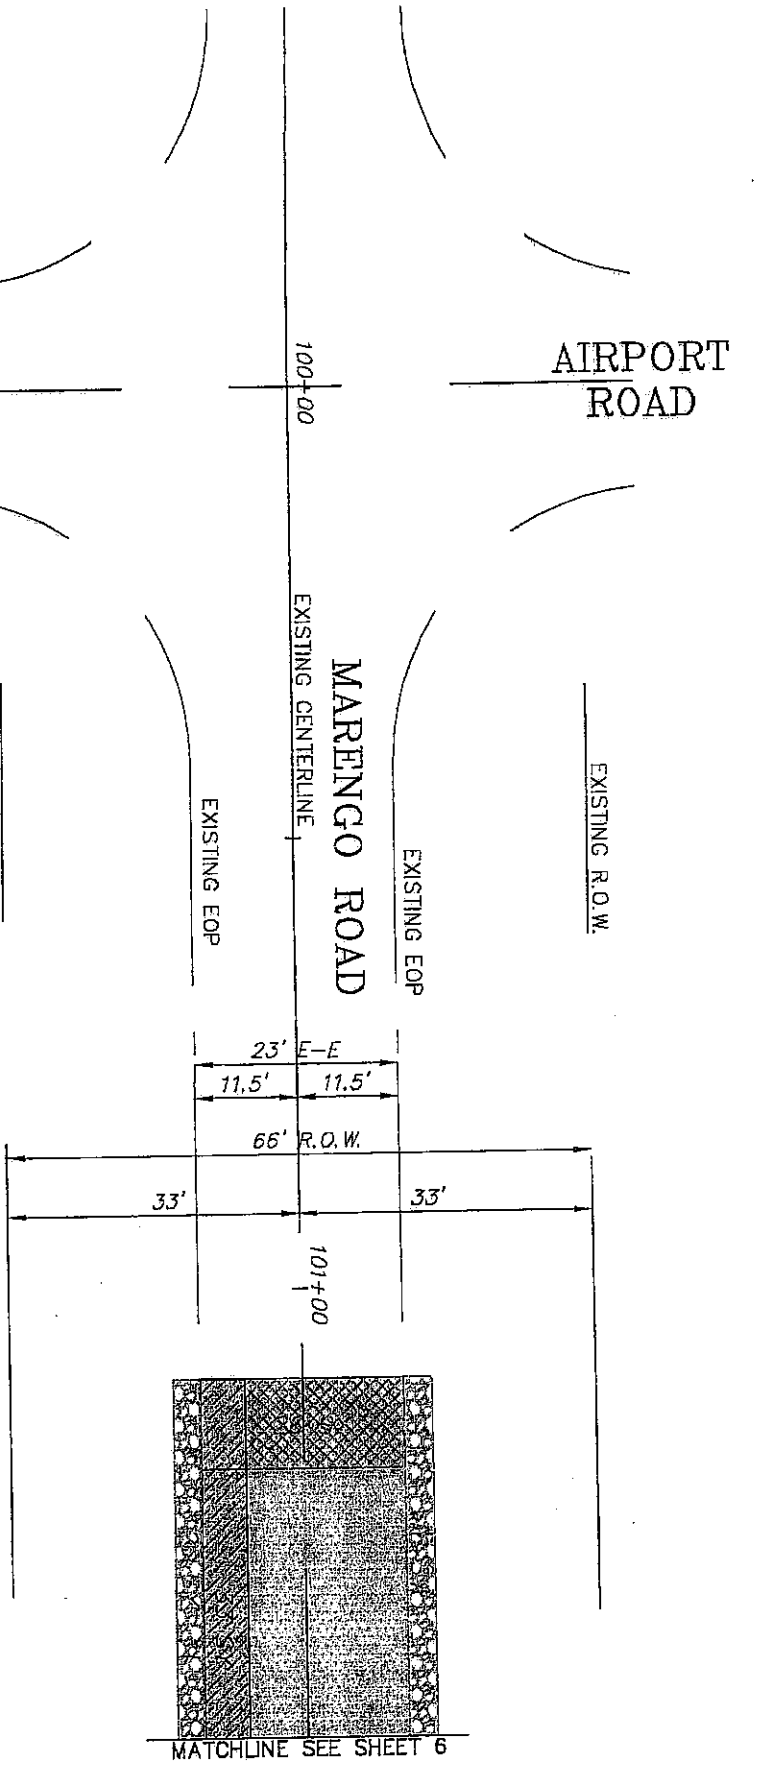 AIRPORT
ROAD
100+00
EXISTING CENTERLINE
MARENGO ROAD
EXISTING R.O.W.
EXISTING EOP
EXISTING EOP
23' E-E
11.5' 11.5'
66' R.O.W.
33' 33'
101+00
MATCHLINE SEE SHEET 6